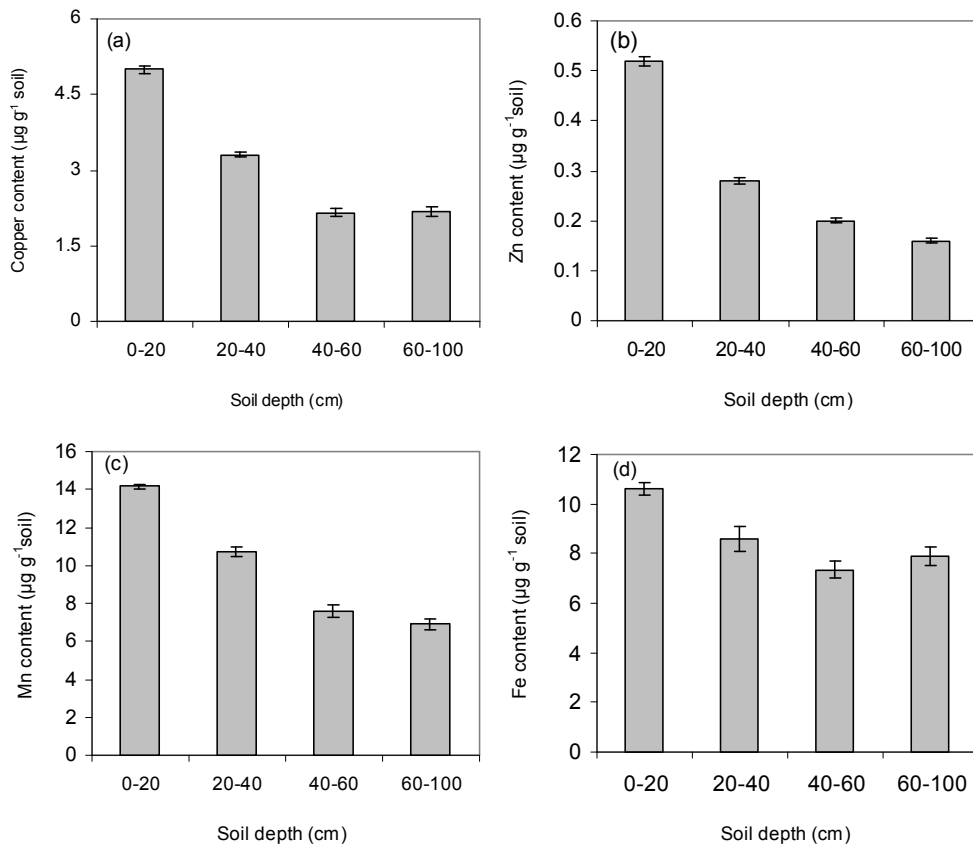 (a)
Copper content (µg g⁻¹ soil)
6
4.5
3
1.5
0
0-20 20-40 40-60 60-100
Soil depth (cm)
(b)
Zn content (µg g⁻¹soil)
0.6
0.5
0.4
0.3
0.2
0.1
0
0-20 20-40 40-60 60-100
Soil depth (cm)
(c)
Mn content (µg g⁻¹soil)
16
14
12
10
8
6
4
2
0
0-20 20-40 40-60 60-100
Soil depth (cm)
(d)
Fe content (µg g⁻¹ soil)
12
10
8
6
4
2
0
0-20 20-40 40-60 60-100
Soil depth (cm)